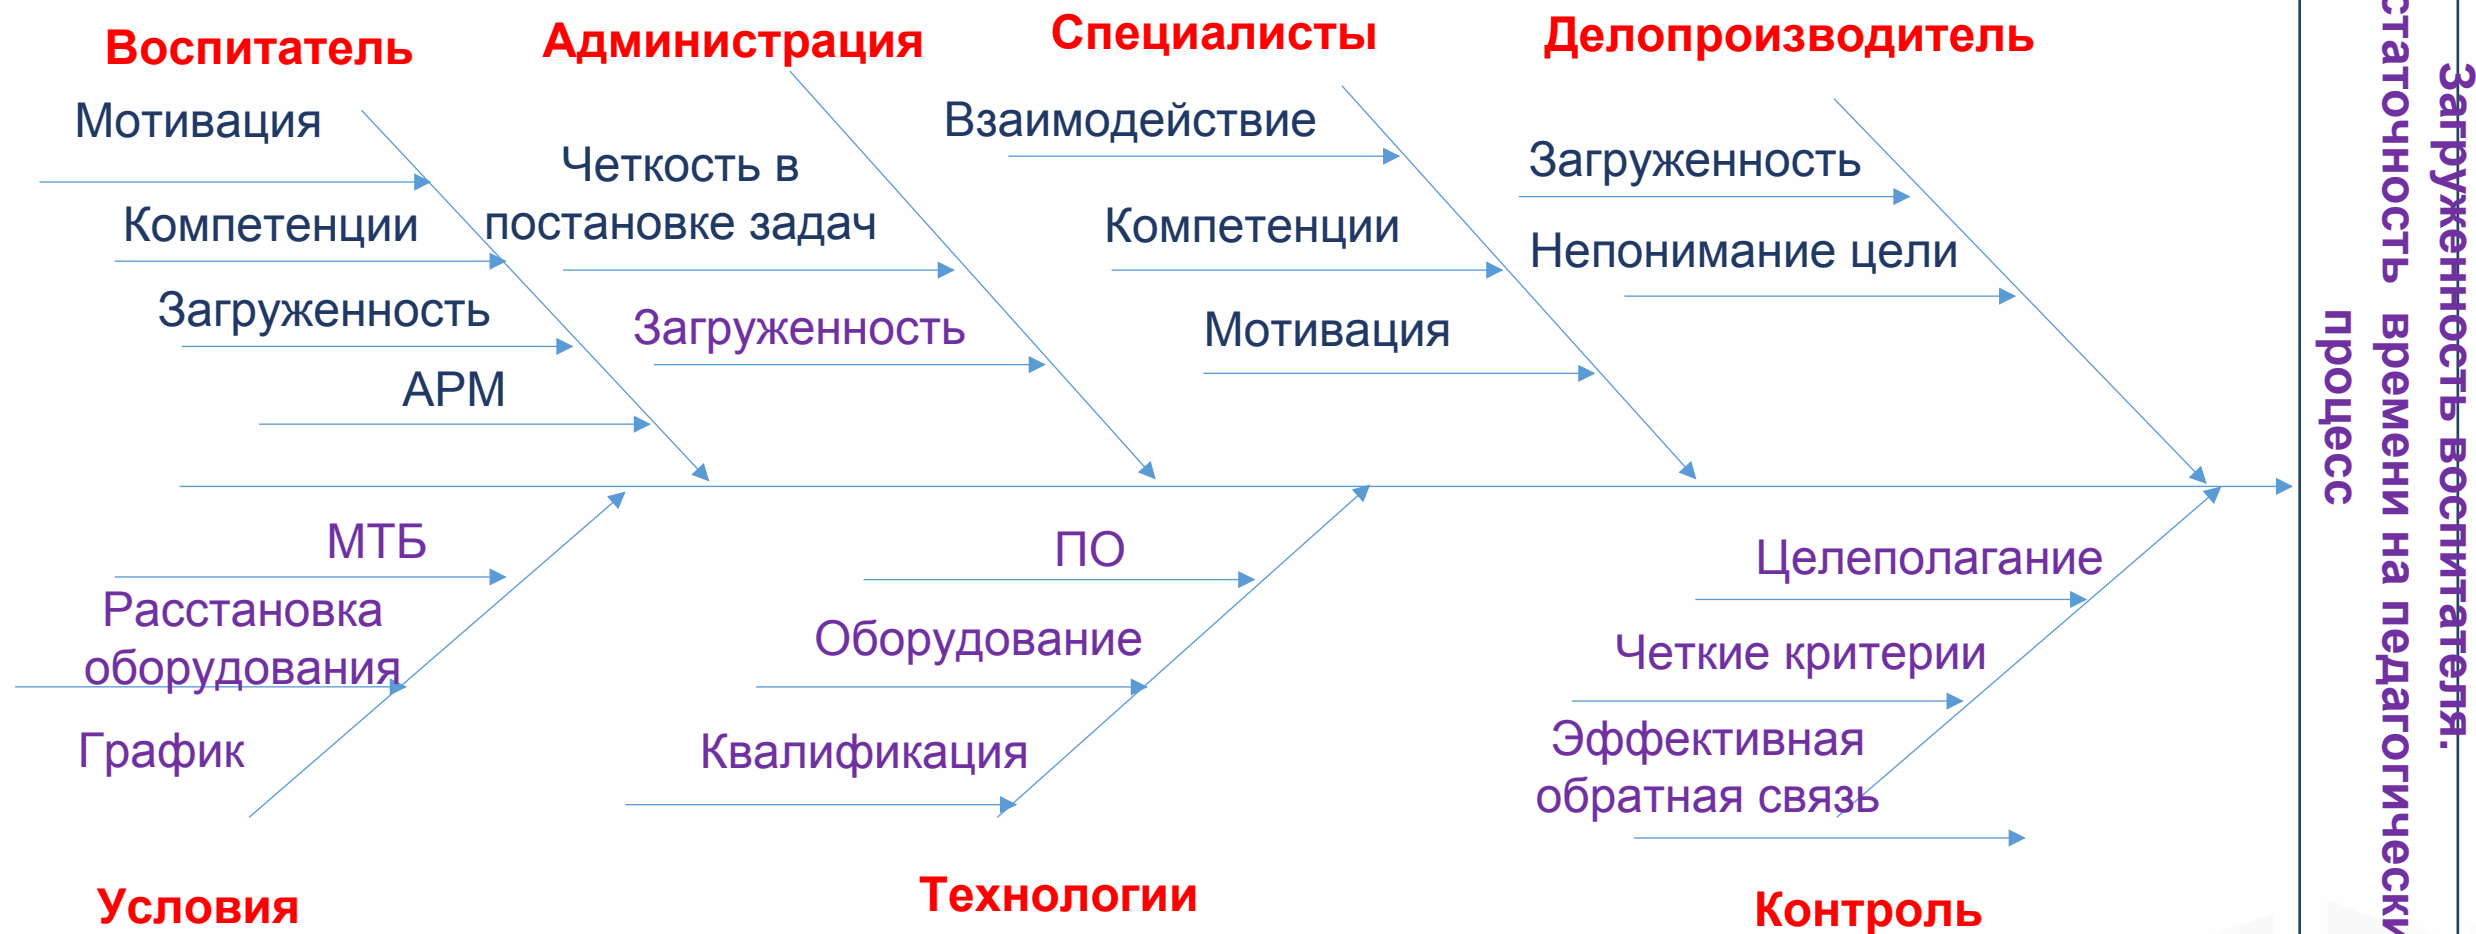 Воспитатель
Администрация
Специалисты
Делопроизводитель
Мотивация
Компетенции
Загруженность
АРМ
Четкость в
постановке задач
Загруженность
Взаимодействие
Компетенции
Мотивация
Загруженность
Непонимание цели
МТБ
Расстановка
оборудования
График
ПО
Оборудование
Квалификация
Целеполагание
Четкие критерии
Эффективная
обратная связь
Условия
Технологии
Контроль
Загруженность воспитателя.
статочность времени на педагогически
процесс